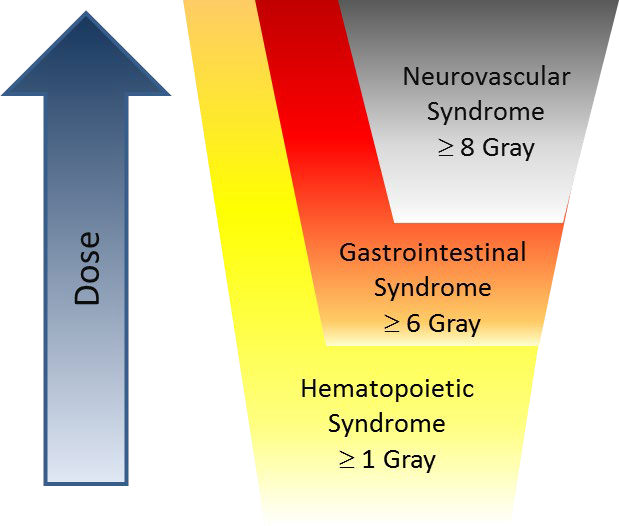 Dose
Neurovascular
Syndrome
≥ 8 Gray
Gastrointestinal
Syndrome
≥ 6 Gray
Hematopoietic
Syndrome
≥ 1 Gray